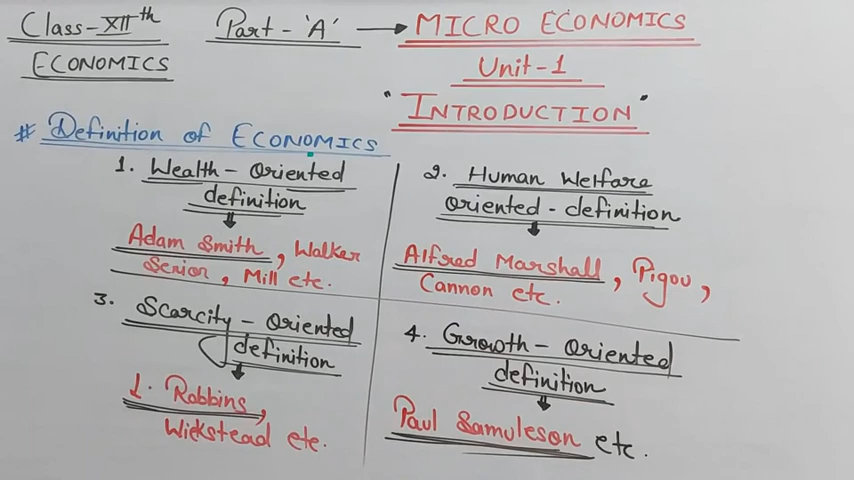 Class-XIIth Part-'A' → MICRO ECONOMICS
ECONOMICS
Unit-1
"INTRODUCTION"
# Definition of ECONOMICS
1. Wealth-Oriented
definition
Adam Smith, Walker
Senior, Mill etc.
2. Human Welfare
oriented-definition
Alfred Marshall, Pigou,
Cannon etc.
3. Scarcity-Oriented
definition
L. Robbins,
Wickstead etc.
4. Growth-Oriented
definition
Paul Samuleson etc.